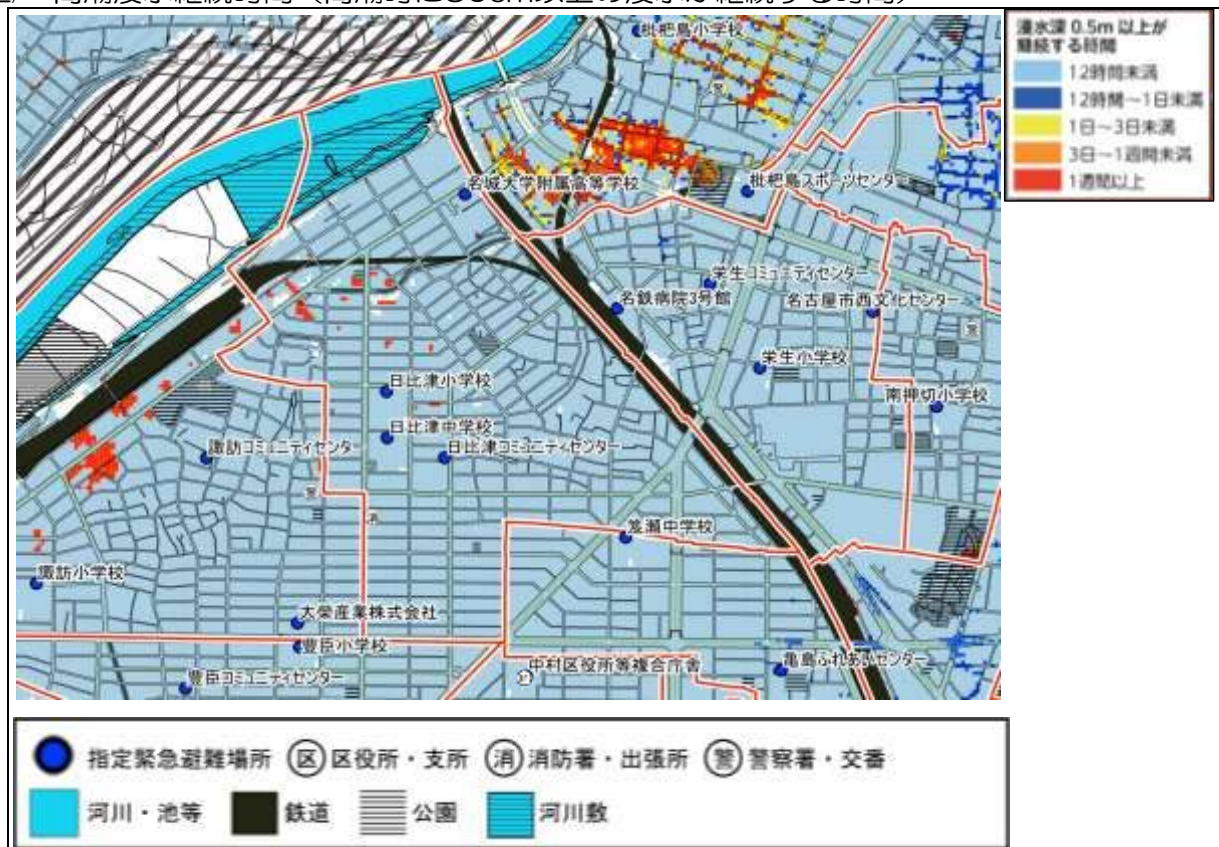 浸水深 0.5m 以上が
継続する時間
12時間未満
12時間～1日未満
1日～3日未満
3日～1週間未満
1週間以上
枇杷島小学校
名城大学附属高等学校
枇杷島スポーツセンター
栄生コミュニティセンター
名鉄病院3号館
名古屋市西文化センター
栄生小学校
日比津小学校
南押切小学校
日比津中学校
諏訪コミュニティセンター
日比津コミュニティセンター
笈瀬中学校
諏訪小学校
大栄産業株式会社
豊臣小学校
中村区役所等複合庁舎
亀島ふれあいセンター
豊臣コミュニティセンター
指定緊急避難場所 区 区役所・支所 消 消防署・出張所 警 警察署・交番
河川・池等 鉄道 公園 河川敷